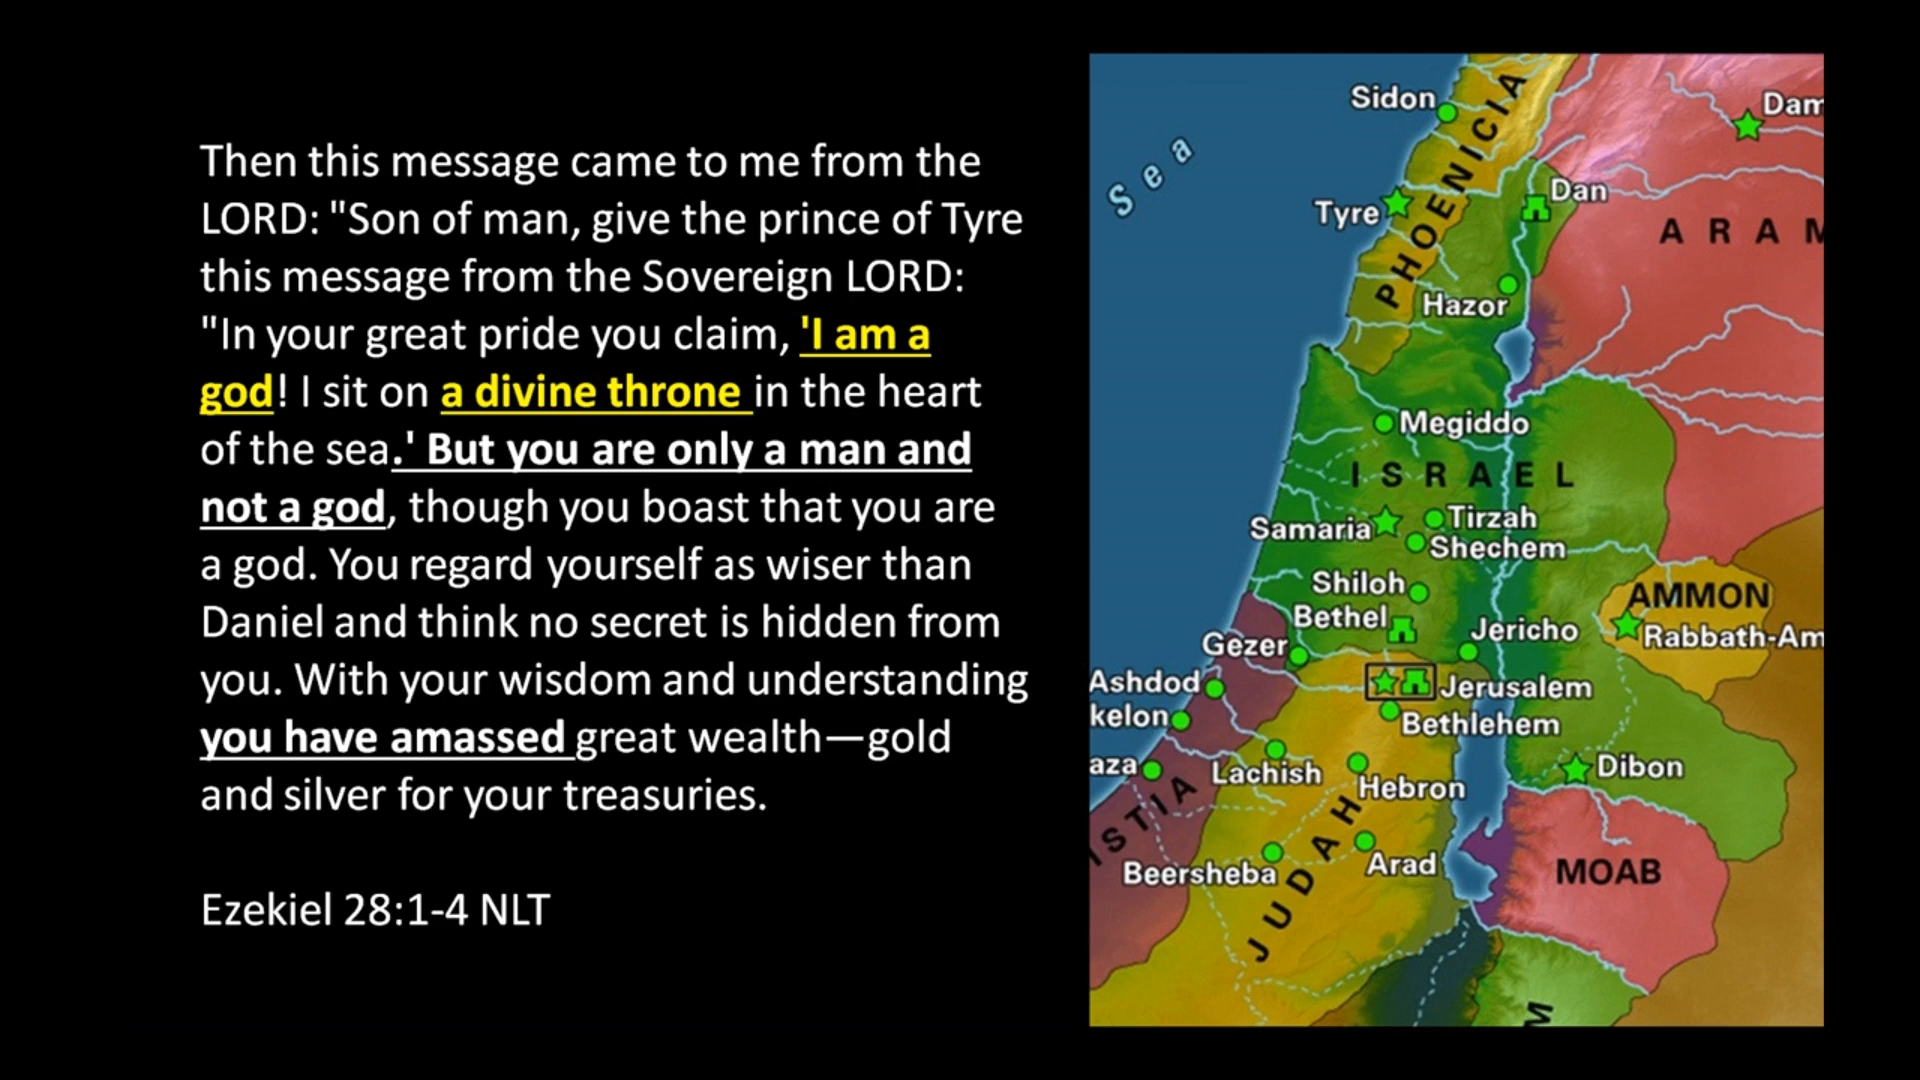 Then this message came to me from the
LORD: "Son of man, give the prince of Tyre
this message from the Sovereign LORD:
"In your great pride you claim, 'I am a
god! I sit on a divine throne in the heart
of the sea.' But you are only a man and
not a god, though you boast that you are
a god. You regard yourself as wiser than
Daniel and think no secret is hidden from
you. With your wisdom and understanding
you have amassed great wealth—gold
and silver for your treasuries.
Ezekiel 28:1-4 NLT
Sea
Sidon
PHOENICIA
Dam
Tyre
Dan
ARAM
Hazor
Megiddo
ISRAEL
Samaria
Tirzah
Shechem
Shiloh
AMMON
Bethel
Jericho
Rabbath-Am
Gezer
Ashdod
Jerusalem
kelon
Bethlehem
aza
Lachish
Dibon
Hebron
ISTIA
JUDAH
Beersheba
Arad
MOAB
M